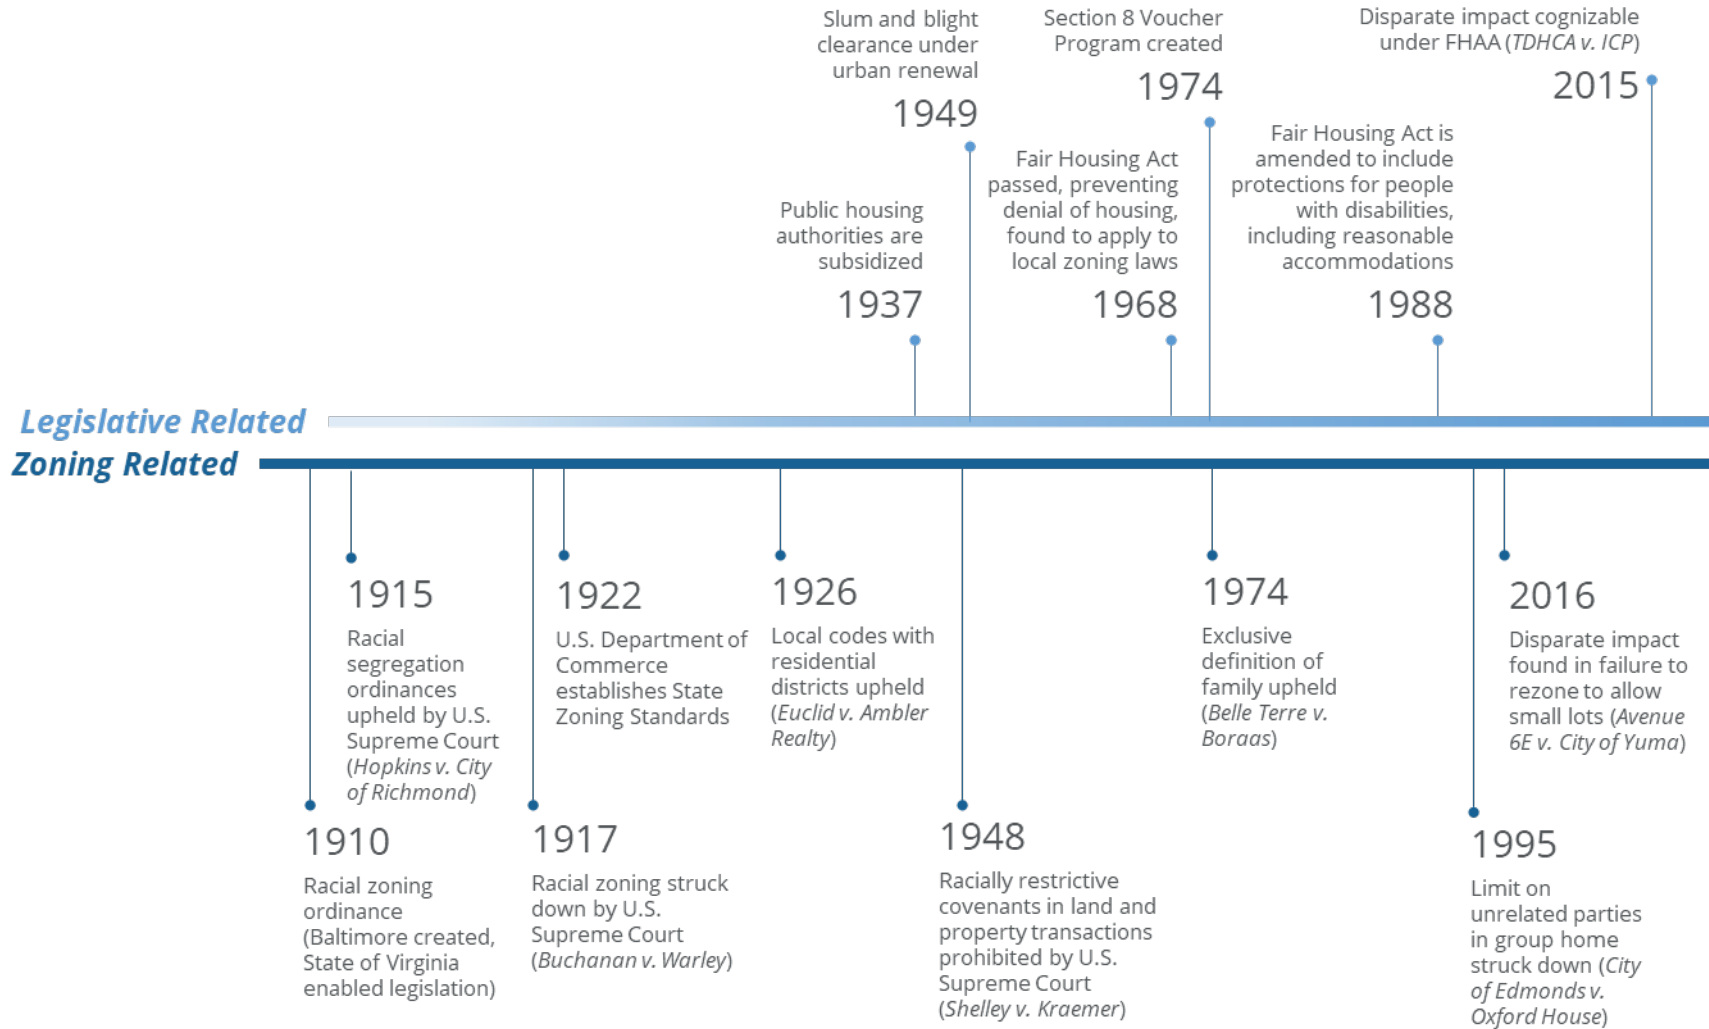 Slum and blight
clearance under
urban renewal
1949
Section 8 Voucher
Program created
1974
Disparate impact cognizable
under FHAA (TDHCA v. ICP)
2015
Public housing
authorities are
subsidized
1937
Fair Housing Act
passed, preventing
denial of housing,
found to apply to
local zoning laws
1968
Fair Housing Act is
amended to include
protections for people
with disabilities,
including reasonable
accommodations
1988
Legislative Related
Zoning Related
1915
Racial
segregation
ordinances
upheld by U.S.
Supreme Court
(Hopkins v. City
of Richmond)
1922
U.S. Department of
Commerce
establishes State
Zoning Standards
1926
Local codes with
residential
districts upheld
(Euclid v. Ambler
Realty)
1974
Exclusive
definition of
family upheld
(Belle Terre v.
Boraas)
2016
Disparate impact
found in failure to
rezone to allow
small lots (Avenue
6E v. City of Yuma)
1910
Racial zoning
ordinance
(Baltimore created,
State of Virginia
enabled legislation)
1917
Racial zoning struck
down by U.S.
Supreme Court
(Buchanan v. Warley)
1948
Racially restrictive
covenants in land and
property transactions
prohibited by U.S.
Supreme Court
(Shelley v. Kraemer)
1995
Limit on
unrelated parties
in group home
struck down (City
of Edmonds v.
Oxford House)